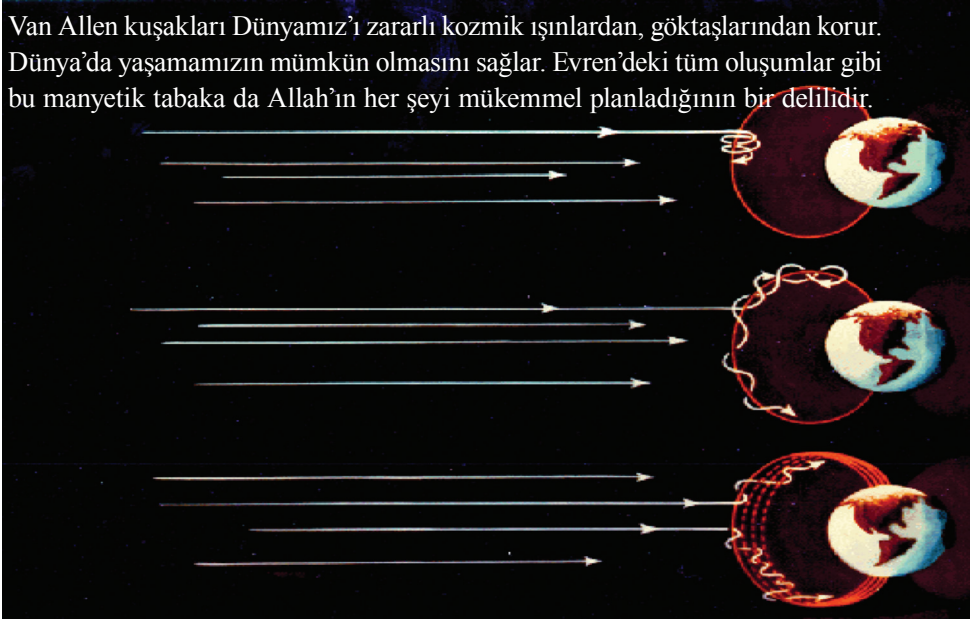 Van Allen kuşakları Dünyamız’ı zararlı kozmik ışınlardan, göktaşlarından korur.
Dünya’da yaşamamızın mümkün olmasını sağlar. Evren’deki tüm oluşumlar gibi
bu manyetik tabaka da Allah’ın her şeyi mükemmel planladığının bir delilidir.